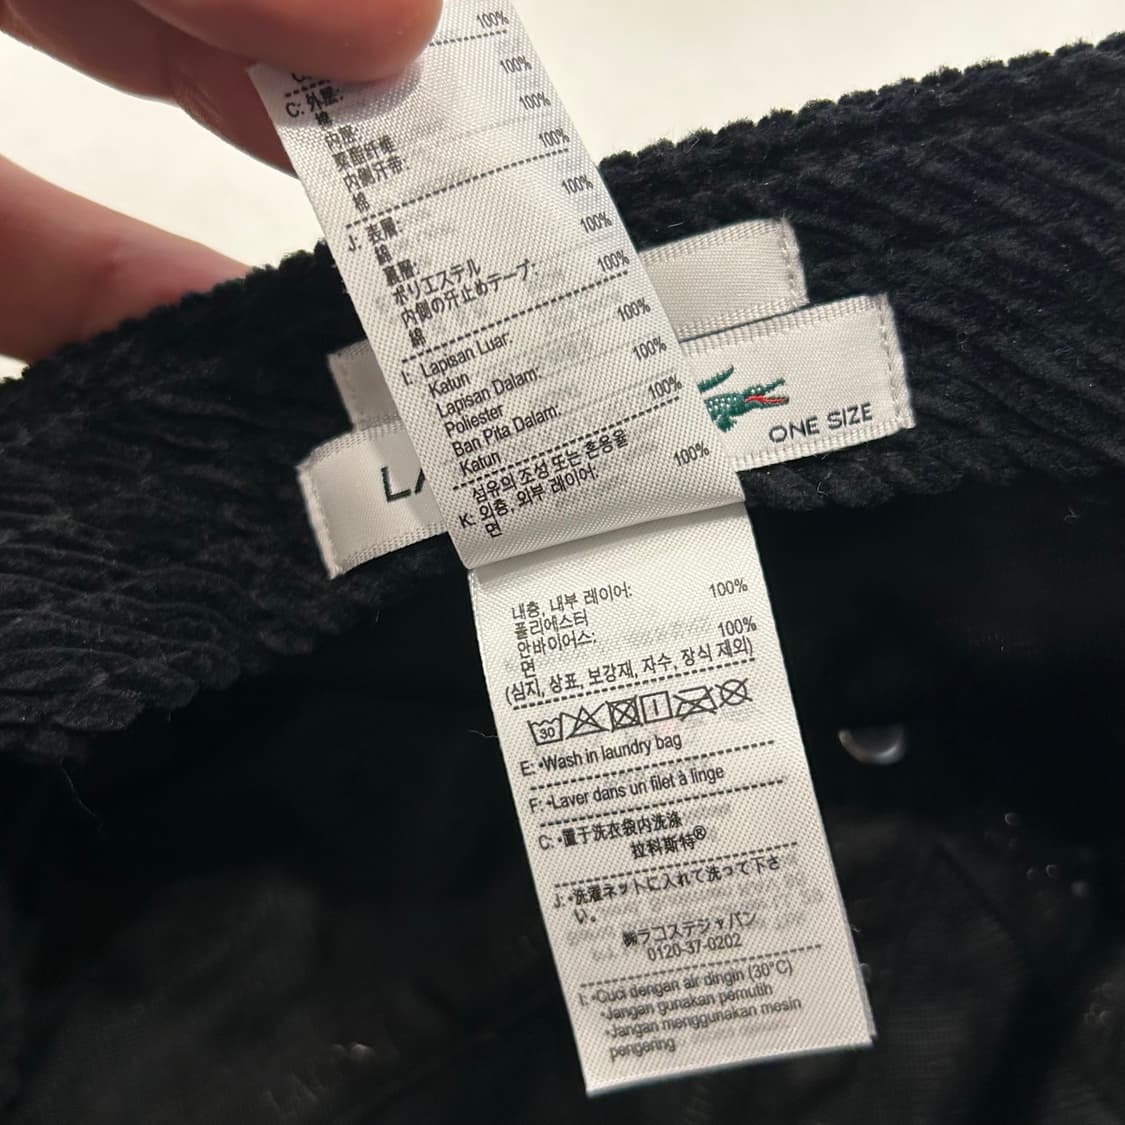 100%
100%
C: 外层:
棉 100%
内层:
聚酯纤维 100%
内侧汗带:
棉 100%
J: 表層:
綿 100%
裏層:
ポリエステル 100%
内側の汗止めテープ:
綿 100%
I: Lapisan Luar
Katun 100%
Lapisan Dalam:
Poliester 100%
Ban Pita Dalam:
Katun 100%
섬유의 조성 또는 혼용율
K: 외층, 외부 레이어:
면 100%
LA
ONE SIZE
내층, 내부 레이어:
폴리에스터 100%
안바이어스:
면 100%
(심지, 상표, 보강재, 자수, 장식 제외)
30
E: •Wash in laundry bag
F: •Laver dans un filet à linge
C: •置于洗衣袋内洗涤
拉科斯特®
J: •洗濯ネットに入れて洗って下さ
い。
㈱ラコステジャパン
0120-37-0202
I: •Cuci dengan air dingin (30°C)
•Jangan gunakan pemutih
•Jangan menggunakan mesin
pengering